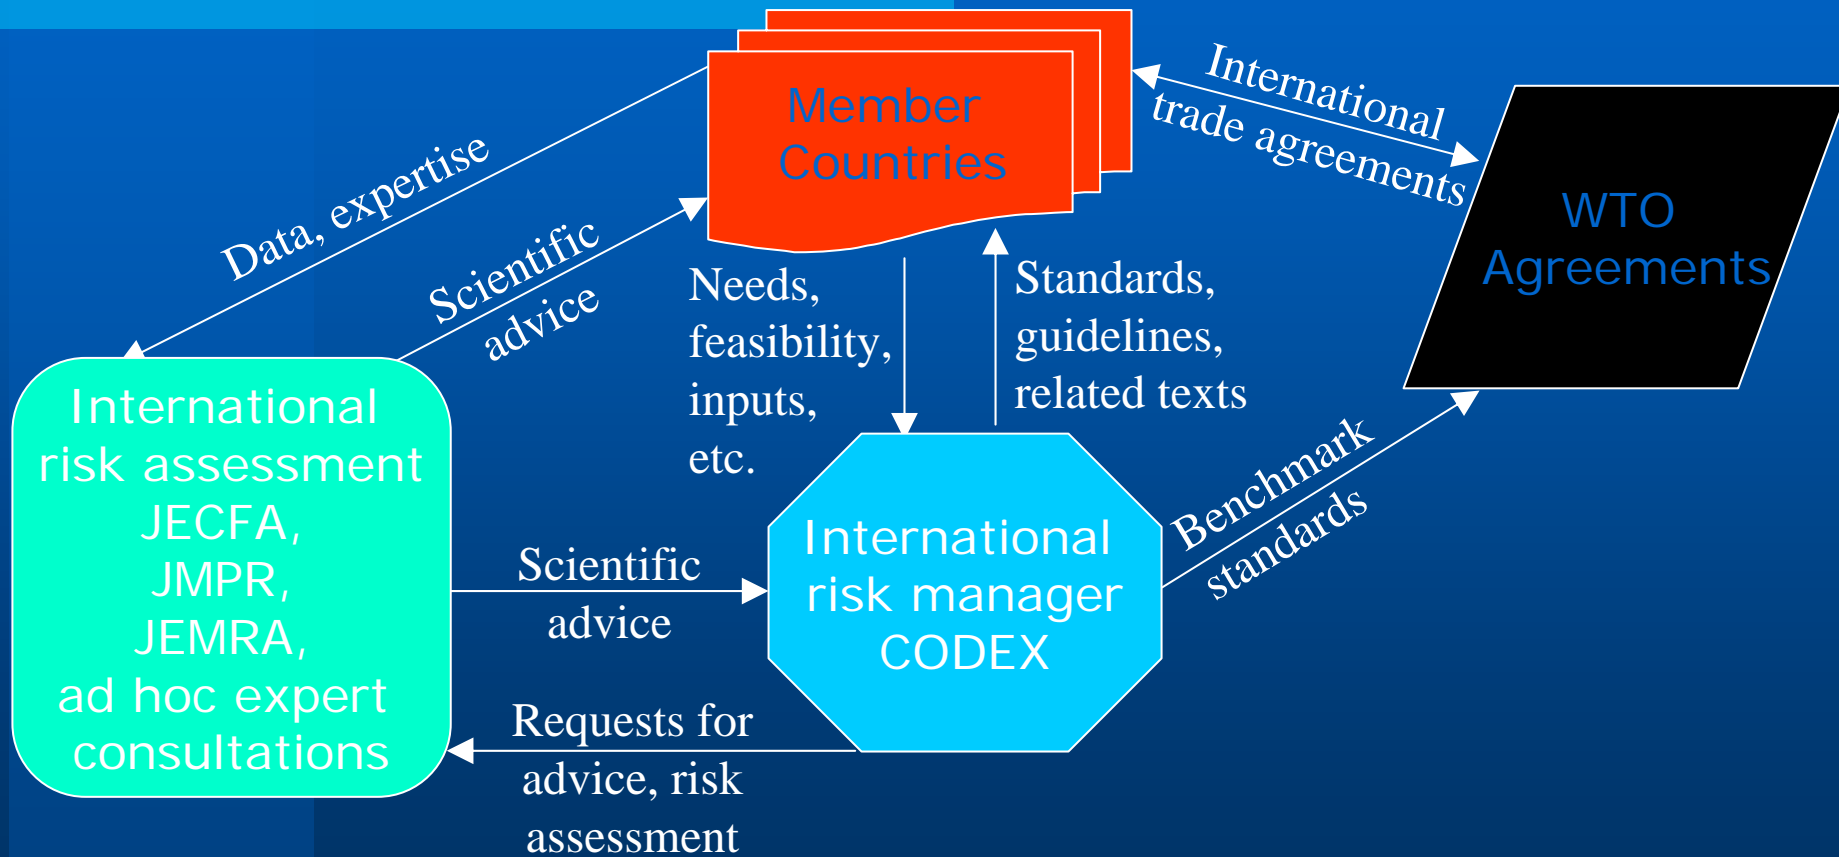 Member
Countries
International
trade agreements
WTO
Agreements
Data, expertise
Scientific
advice
Needs,
feasibility,
inputs,
etc.
Standards,
guidelines,
related texts
International
risk assessment
JECFA,
JMPR,
JEMRA,
ad hoc expert
consultations
Scientific
advice
International
risk manager
CODEX
Benchmark
standards
Requests for
advice, risk
assessment